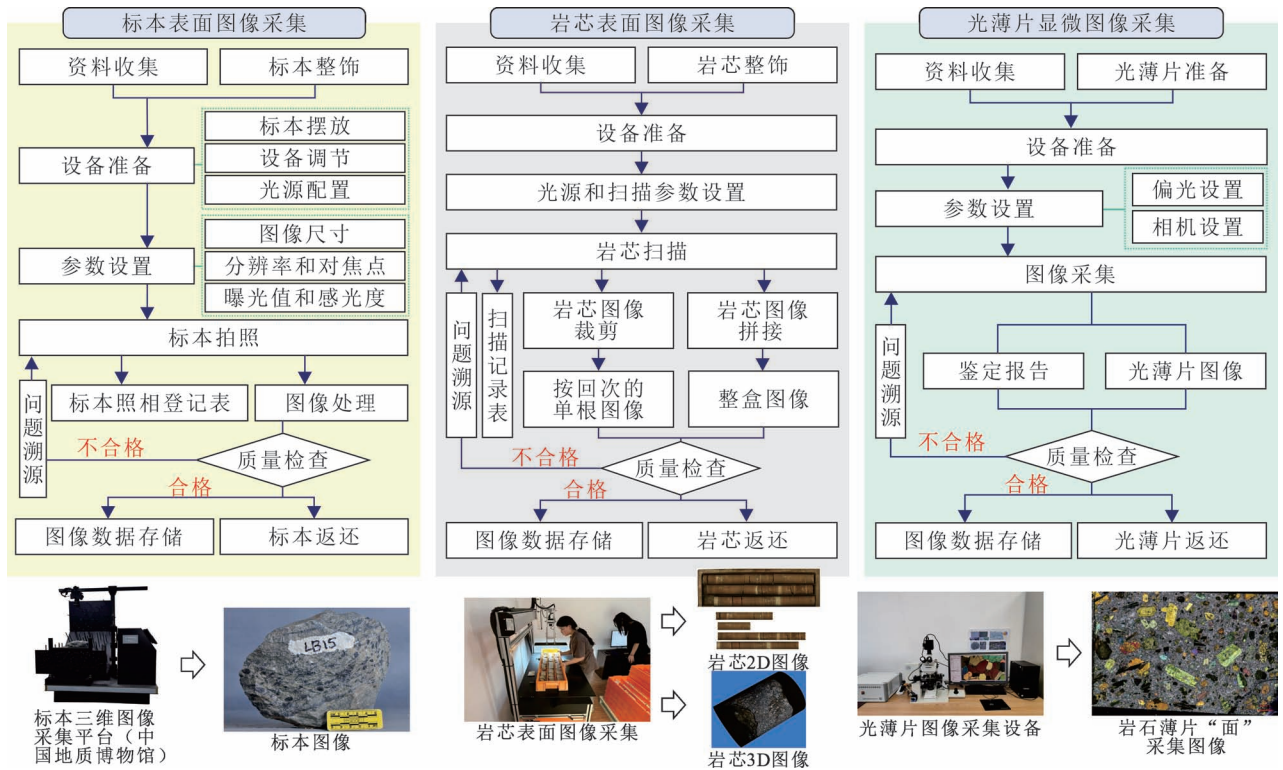 标本表面图像采集
资料收集
标本整饰
设备准备
标本摆放
设备调节
光源配置
参数设置
图像尺寸
分辨率和对焦点
曝光值和感光度
标本拍照
问题溯源
标本照相登记表
图像处理
不合格
质量检查
合格
图像数据存储
标本返还
标本三维图像
采集平台（中
国地质博物馆）
LB15
标本图像
岩芯表面图像采集
资料收集
岩芯整饰
设备准备
光源和扫描参数设置
岩芯扫描
问题溯源
扫描记录表
岩芯图像
裁剪
岩芯图像
拼接
按回次的
单根图像
整盒图像
不合格
质量检查
合格
图像数据存储
岩芯返还
岩芯表面图像采集
岩芯2D图像
岩芯3D图像
光薄片显微图像采集
资料收集
光薄片准备
设备准备
参数设置
偏光设置
相机设置
图像采集
问题溯源
鉴定报告
光薄片图像
不合格
质量检查
合格
图像数据存储
光薄片返还
光薄片图像采集设备
岩石薄片“面”
采集图像